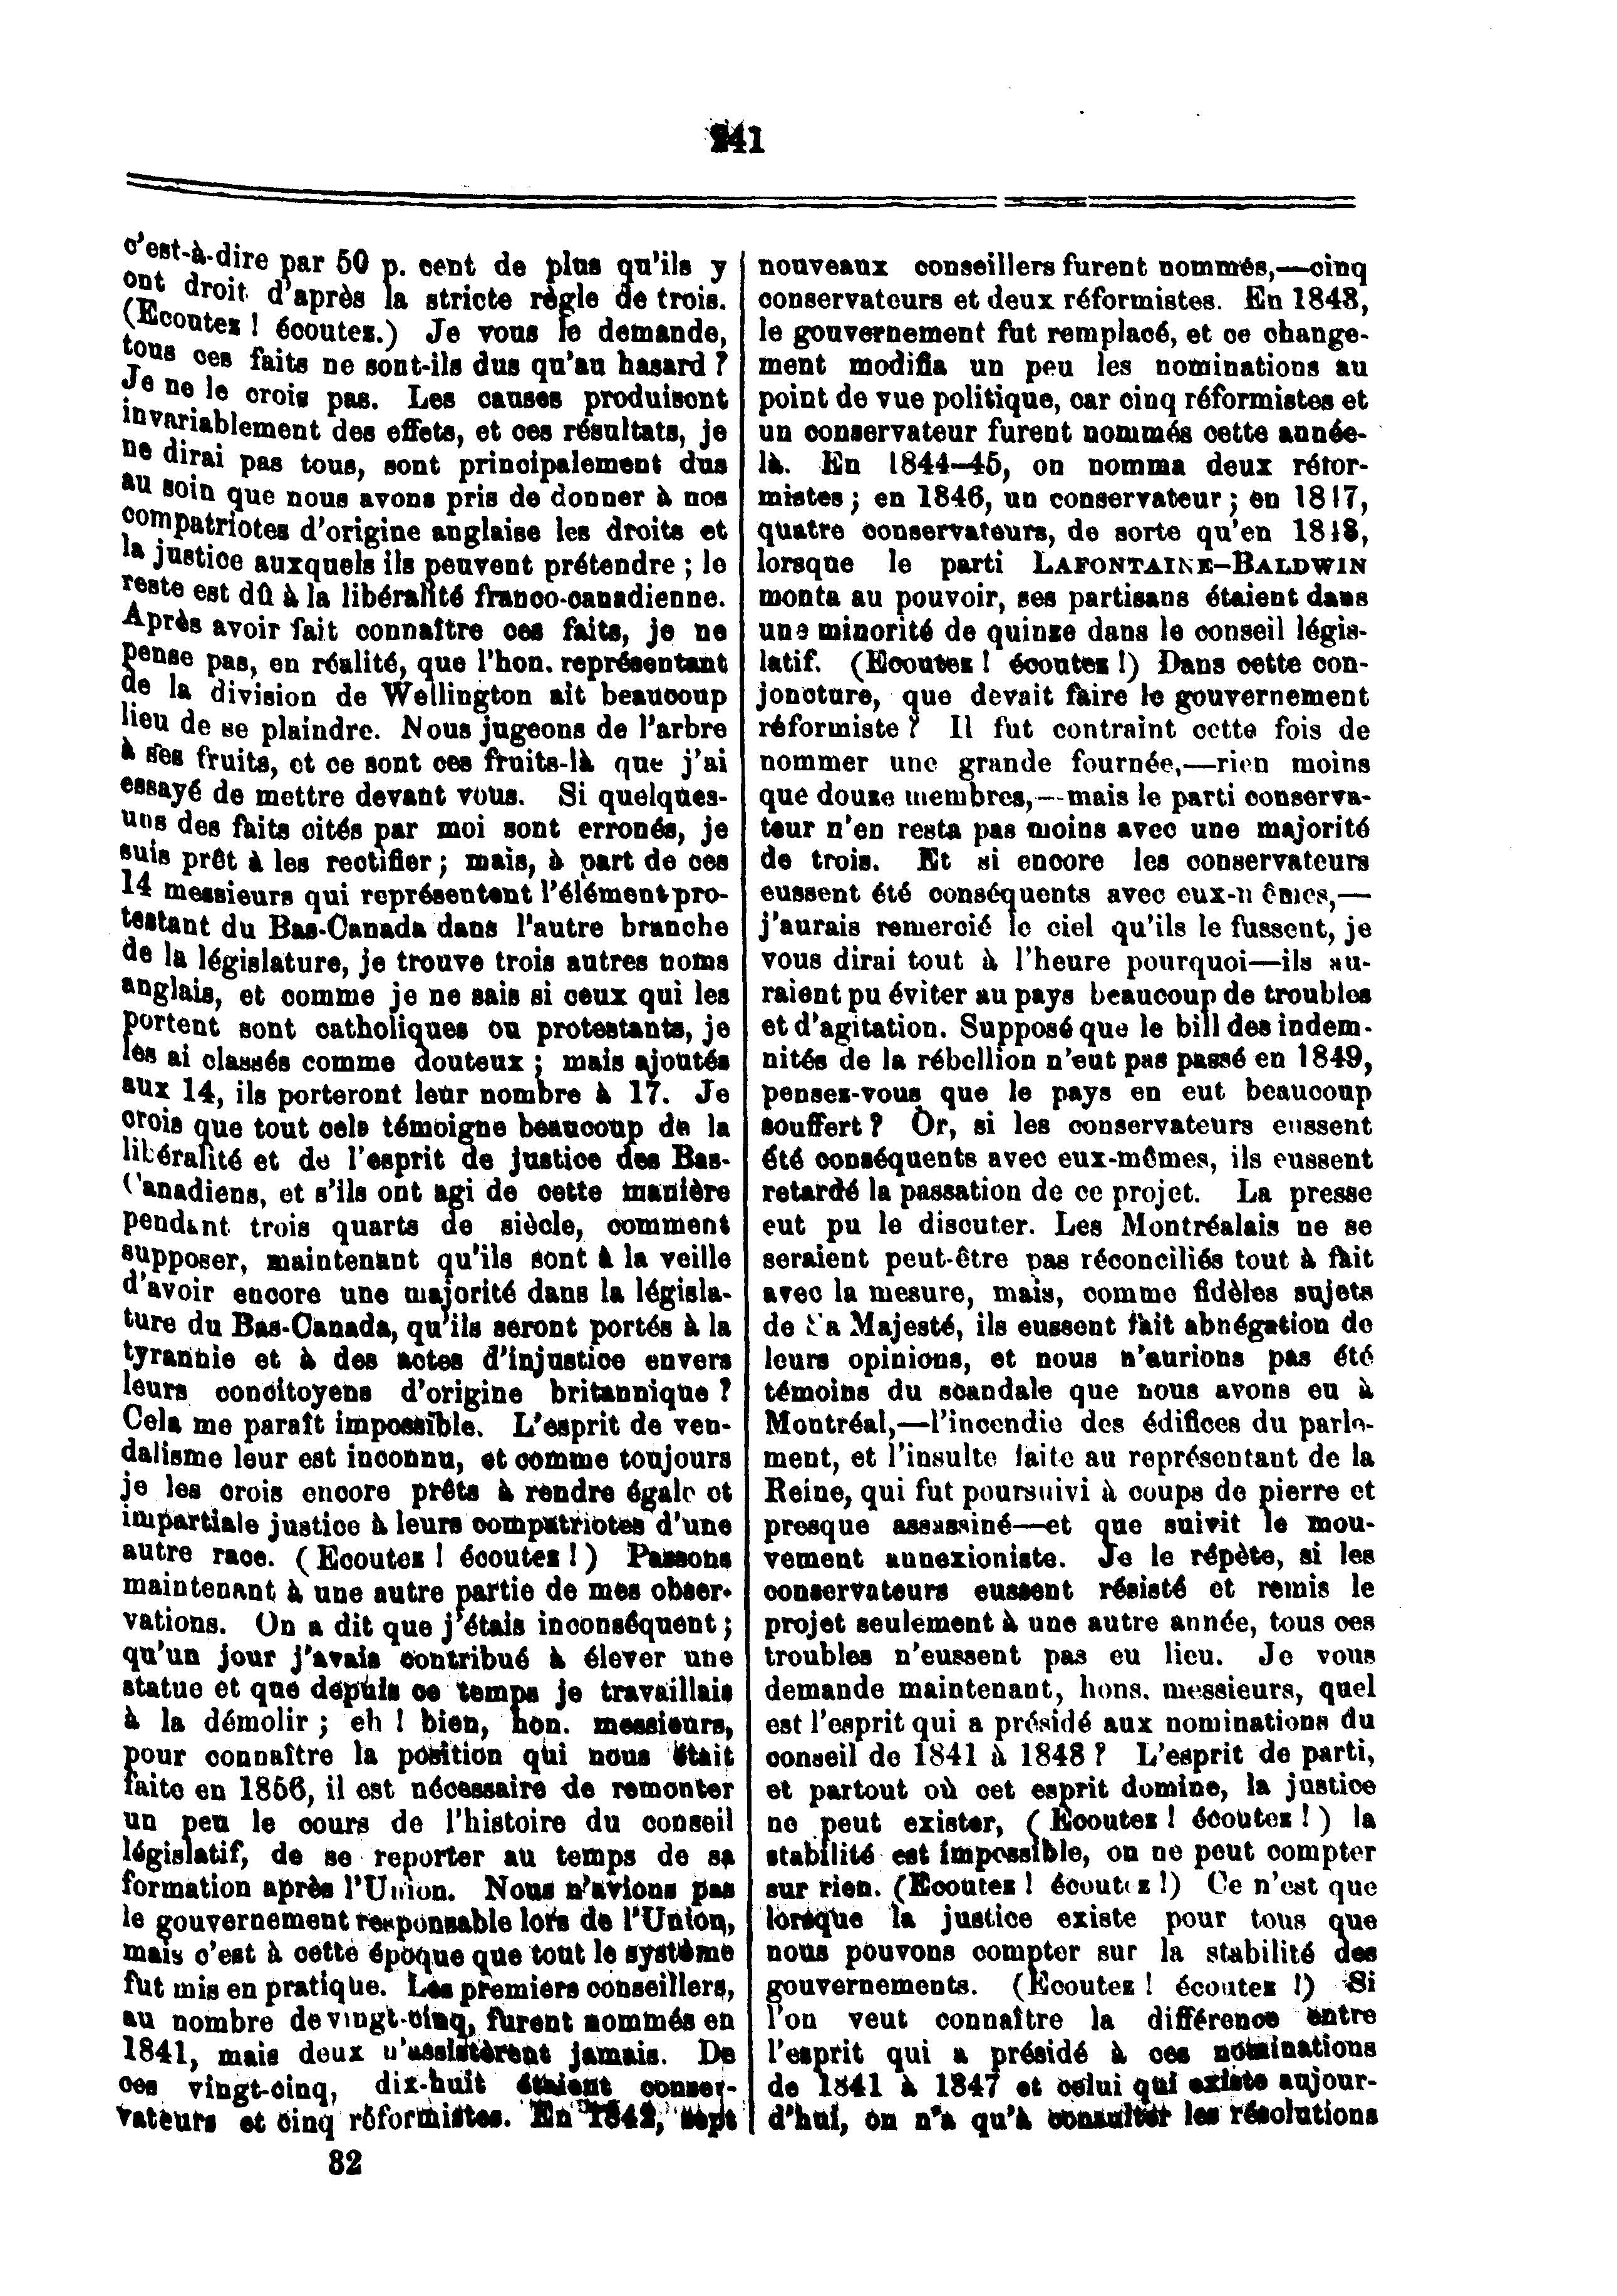 241
c'est-à-dire par 50 p. cent de plus qu'ils y
ont droit d'après la stricte règle de trois.
(Ecoutez ! écoutez.) Je vous le demande,
tous ces faits ne sont-ils dus qu'au hasard ?
Je ne le crois pas. Les causes produisent
invariablement des effets, et ces résultats, je
ne dirai pas tous, sont principalement dus
au soin que nous avons pris de donner à nos
compatriotes d'origine anglaise les droits et
la justice auxquels ils peuvent prétendre ; le
reste est dû à la libéralité franco-canadienne.
Après avoir fait connaître ces faits, je ne
pense pas, en réalité, que l'hon. représentant
de la division de Wellington ait beaucoup
lieu de se plaindre. Nous jugeons de l'arbre
à ses fruits, et ce sont ces fruits-là que j'ai
essayé de mettre devant vous. Si quelques-
uns des faits cités par moi sont erronés, je
suis prêt à les rectifier ; mais, à part de ces
14 messieurs qui représentent l'élément pro-
testant du Bas-Canada dans l'autre branche
de la législature, je trouve trois autres noms
anglais, et comme je ne sais si ceux qui les
portent sont catholiques ou protestants, je
les ai classés comme douteux ; mais ajoutés
aux 14, ils porteront leur nombre à 17. Je
crois que tout cela témoigne beaucoup de la
libéralité et de l'esprit de justice des Bas-
Canadiens, et s'ils ont agi de cette manière
pendant trois quarts de siècle, comment
supposer, maintenant qu'ils sont à la veille
d'avoir encore une majorité dans la législa-
ture du Bas-Canada, qu'ils seront portés à la
tyrannie et à des actes d'injustice envers
leurs concitoyens d'origine britannique ?
Cela me paraît impossible. L'esprit de ven-
dalisme leur est inconnu, et comme toujours
je les crois encore prêts à rendre égale et
impartiale justice à leurs compatriotes d'une
autre race. (Ecoutez ! écoutez !) Passons
maintenant à une autre partie de mes obser-
vations. On a dit que j'étais inconséquent ;
qu'un jour j'avais contribué à élever une
statue et que depuis ce temps je travaillais
à la démolir ; eh ! bien, hon. messieurs,
pour connaître la position qui nous était
faite en 1856, il est nécessaire de remonter
un peu le cours de l'histoire du conseil
législatif, de se reporter au temps de sa
formation après l'Union. Nous n'avions pas
le gouvernement responsable lors de l'Union,
mais c'est à cette époque que tout le système
fut mis en pratique. Les premiers conseillers,
au nombre de vingt-cinq, furent nommés en
1841, mais deux n'assistèrent jamais. De
ces vingt-cinq, dix-huit étaient conser-
vateurs et cinq réformistes. En 1842, sept
32
nouveaux conseillers furent nommés,—cinq
conservateurs et deux réformistes. En 1843,
le gouvernement fut remplacé, et ce change-
ment modifia un peu les nominations au
point de vue politique, car cinq réformistes et
un conservateur furent nommés cette année-
là. En 1844–45, on nomma deux réfor-
mistes ; en 1846, un conservateur ; en 1847,
quatre conservateurs, de sorte qu'en 1848,
lorsque le parti LAFONTAINE–BALDWIN
monta au pouvoir, ses partisans étaient dans
une minorité de quinze dans le conseil légis-
latif. (Ecoutez ! écoutez !) Dans cette con-
joncture, que devait faire le gouvernement
réformiste ? Il fut contraint cette fois de
nommer une grande fournée,—rien moins
que douze membres,—mais le parti conserva-
teur n'en resta pas moins avec une majorité
de trois. Et si encore les conservateurs
eussent été conséquents avec eux-mêmes,—
j'aurais remercié le ciel qu'ils le fussent, je
vous dirai tout à l'heure pourquoi—ils au-
raient pu éviter au pays beaucoup de troubles
et d'agitation. Supposé que le bill des indem-
nités de la rébellion n'eut pas passé en 1849,
pensez-vous que le pays en eut beaucoup
souffert ? Or, si les conservateurs eussent
été conséquents avec eux-mêmes, ils eussent
retardé la passation de ce projet. La presse
eut pu le discuter. Les Montréalais ne se
seraient peut-être pas réconciliés tout à fait
avec la mesure, mais, comme fidèles sujets
de Sa Majesté, ils eussent fait abnégation de
leurs opinions, et nous n'aurions pas été
témoins du scandale que nous avons eu à
Montréal,—l'incendie des édifices du parle-
ment, et l'insulte faite au représentant de la
Reine, qui fut poursuivi à coups de pierre et
presque assassiné—et que suivit le mou-
vement annexioniste. Je le répète, si les
conservateurs eussent résisté et remis le
projet seulement à une autre année, tous ces
troubles n'eussent pas eu lieu. Je vous
demande maintenant, hons. messieurs, quel
est l'esprit qui a présidé aux nominations du
conseil de 1841 à 1848 ? L'esprit de parti,
et partout où cet esprit domine, la justice
ne peut exister, (Ecoutez ! écoutez !) la
stabilité est impossible, on ne peut compter
sur rien. (Ecoutez ! écoutez !) Ce n'est que
lorsque la justice existe pour tous que
nous pouvons compter sur la stabilité des
gouvernements. (Ecoutez ! écoutez !) Si
l'on veut connaître la différence entre
l'esprit qui a présidé à ces nominations
de 1841 à 1847 et celui qui existe aujour-
d'hui, on n'a qu'à consulter les résolutions